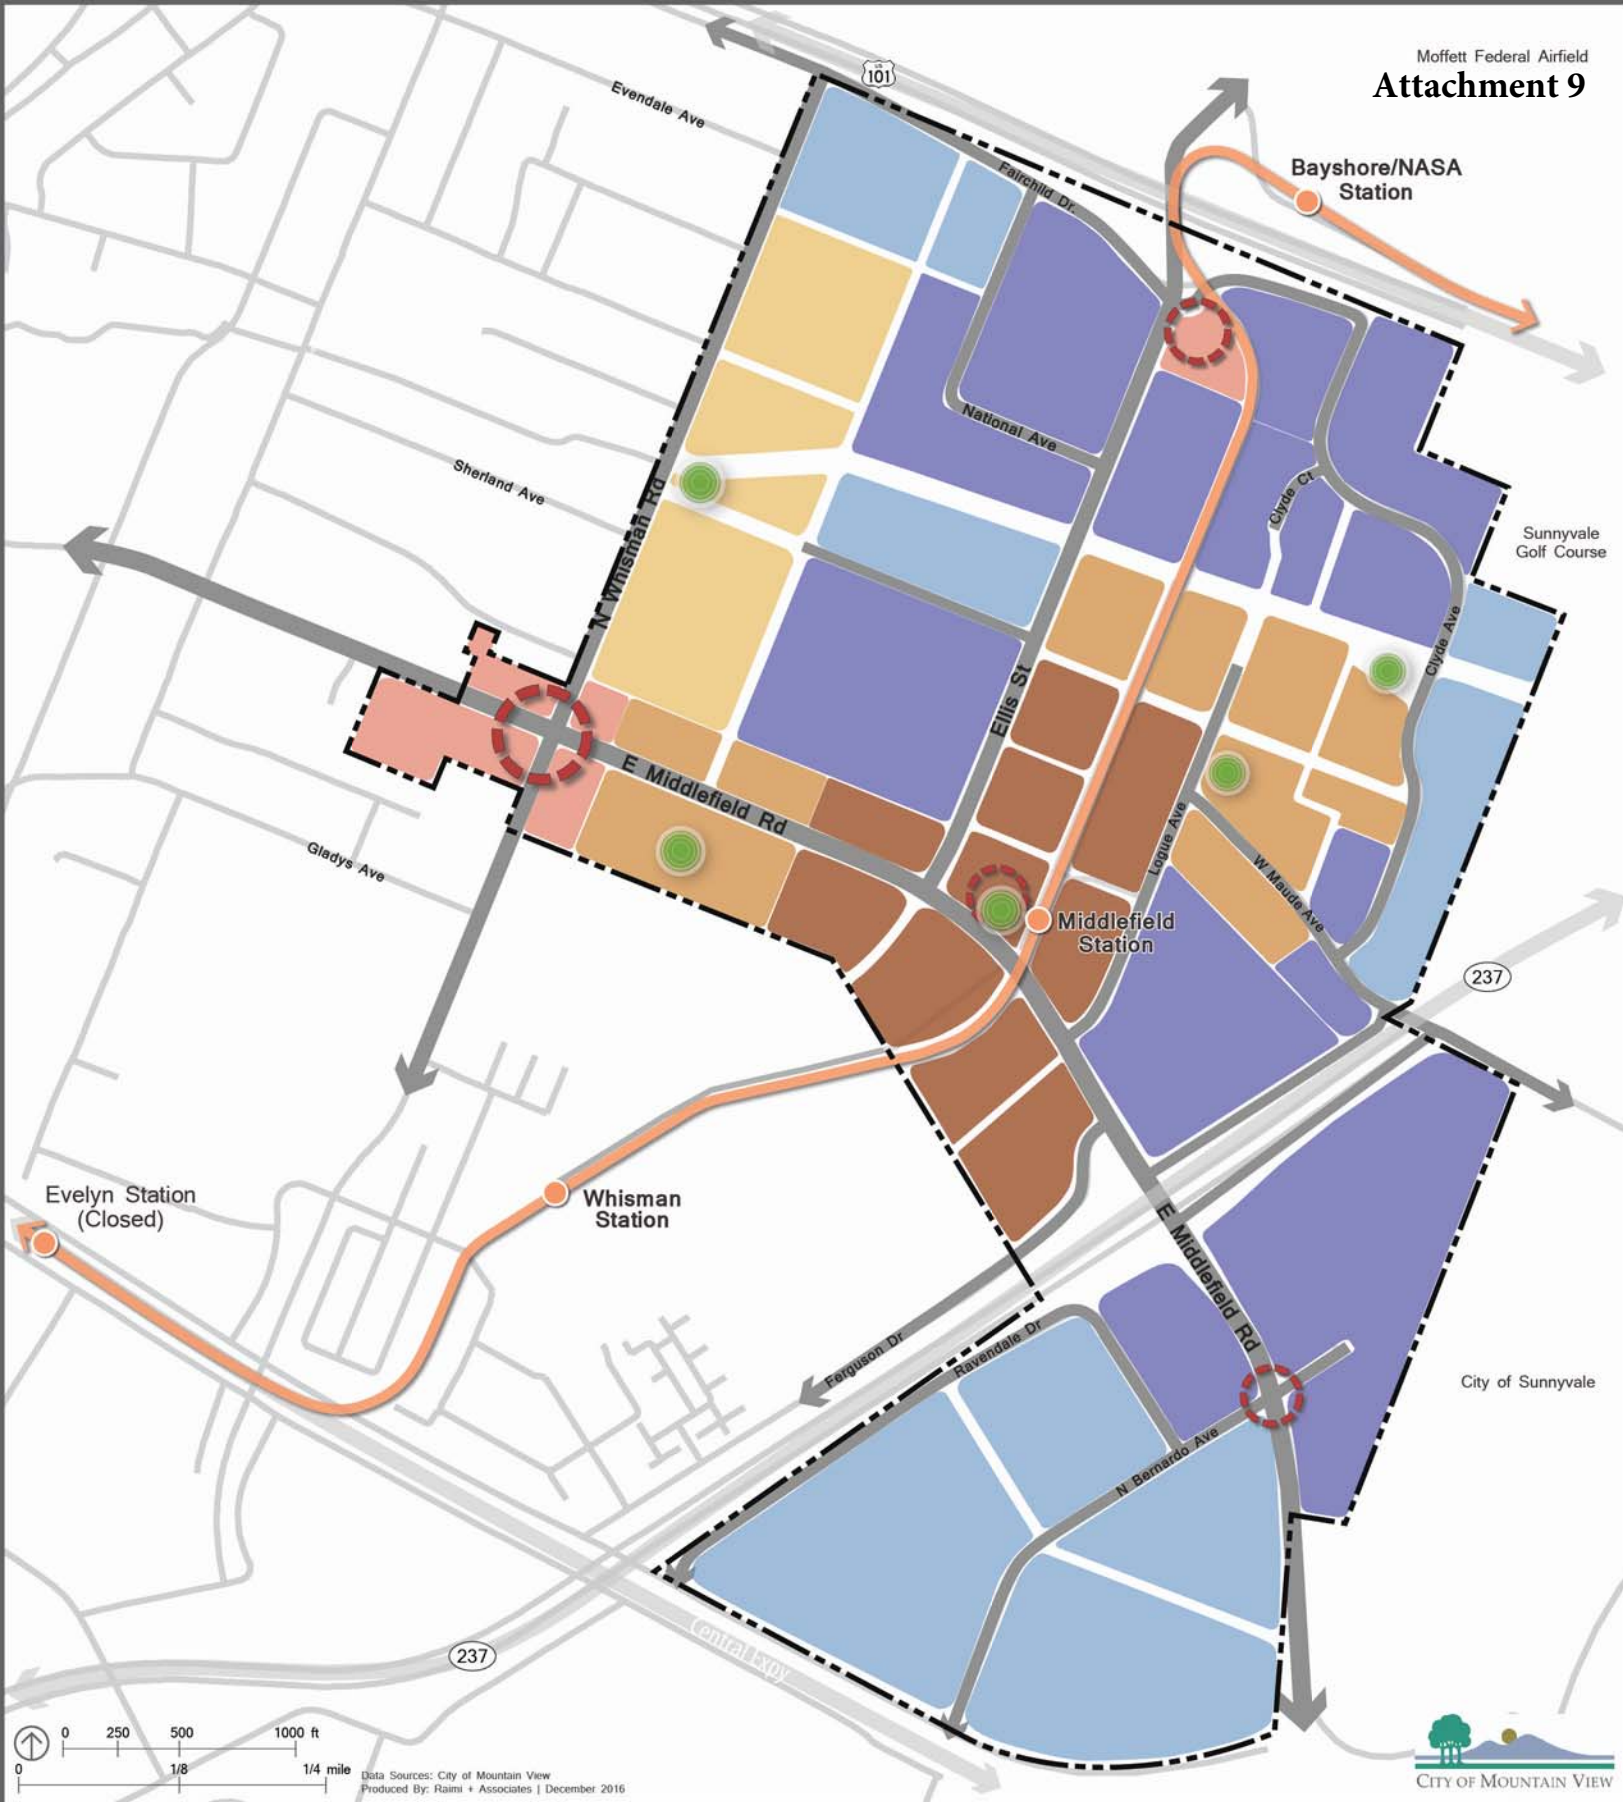 Moffett Federal Airfield
Attachment 9
US
101
Evendale Ave
Bayshore/NASA
Station
Fairchild Dr.
National Ave
Sherland Ave
Clyde Ct
N Whisman Rd
Sunnyvale
Golf Course
Clyde Ave
Ellis St
E Middlefield Rd
Logue Ave
Gladys Ave
W Maude Ave
Middlefield
Station
237
Evelyn Station
(Closed)
Whisman
Station
E Middlefield Rd
Ferguson Dr
Ravendale Dr
City of Sunnyvale
N Bernardo Ave
Central Expy
237
0 250 500 1000 ft
0 1/8 1/4 mile
Data Sources: City of Mountain View
Produced By: Raimi + Associates | December 2016
CITY OF MOUNTAIN VIEW